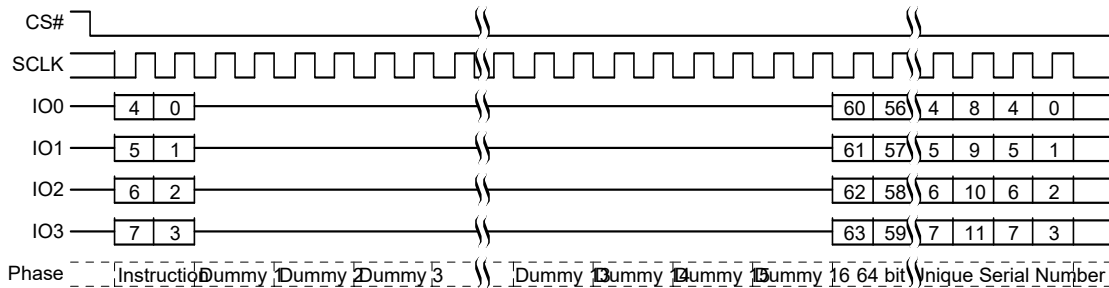 CS#
SCLK
IO0 4 0 60 56 4 8 4 0
IO1 5 1 61 57 5 9 5 1
IO2 6 2 62 58 6 10 6 2
IO3 7 3 63 59 7 11 7 3
Phase Instruction Dummy 1 Dummy 2 Dummy 3 Dummy 13 Dummy 14 Dummy 15 Dummy 16 64 bit Unique Serial Number